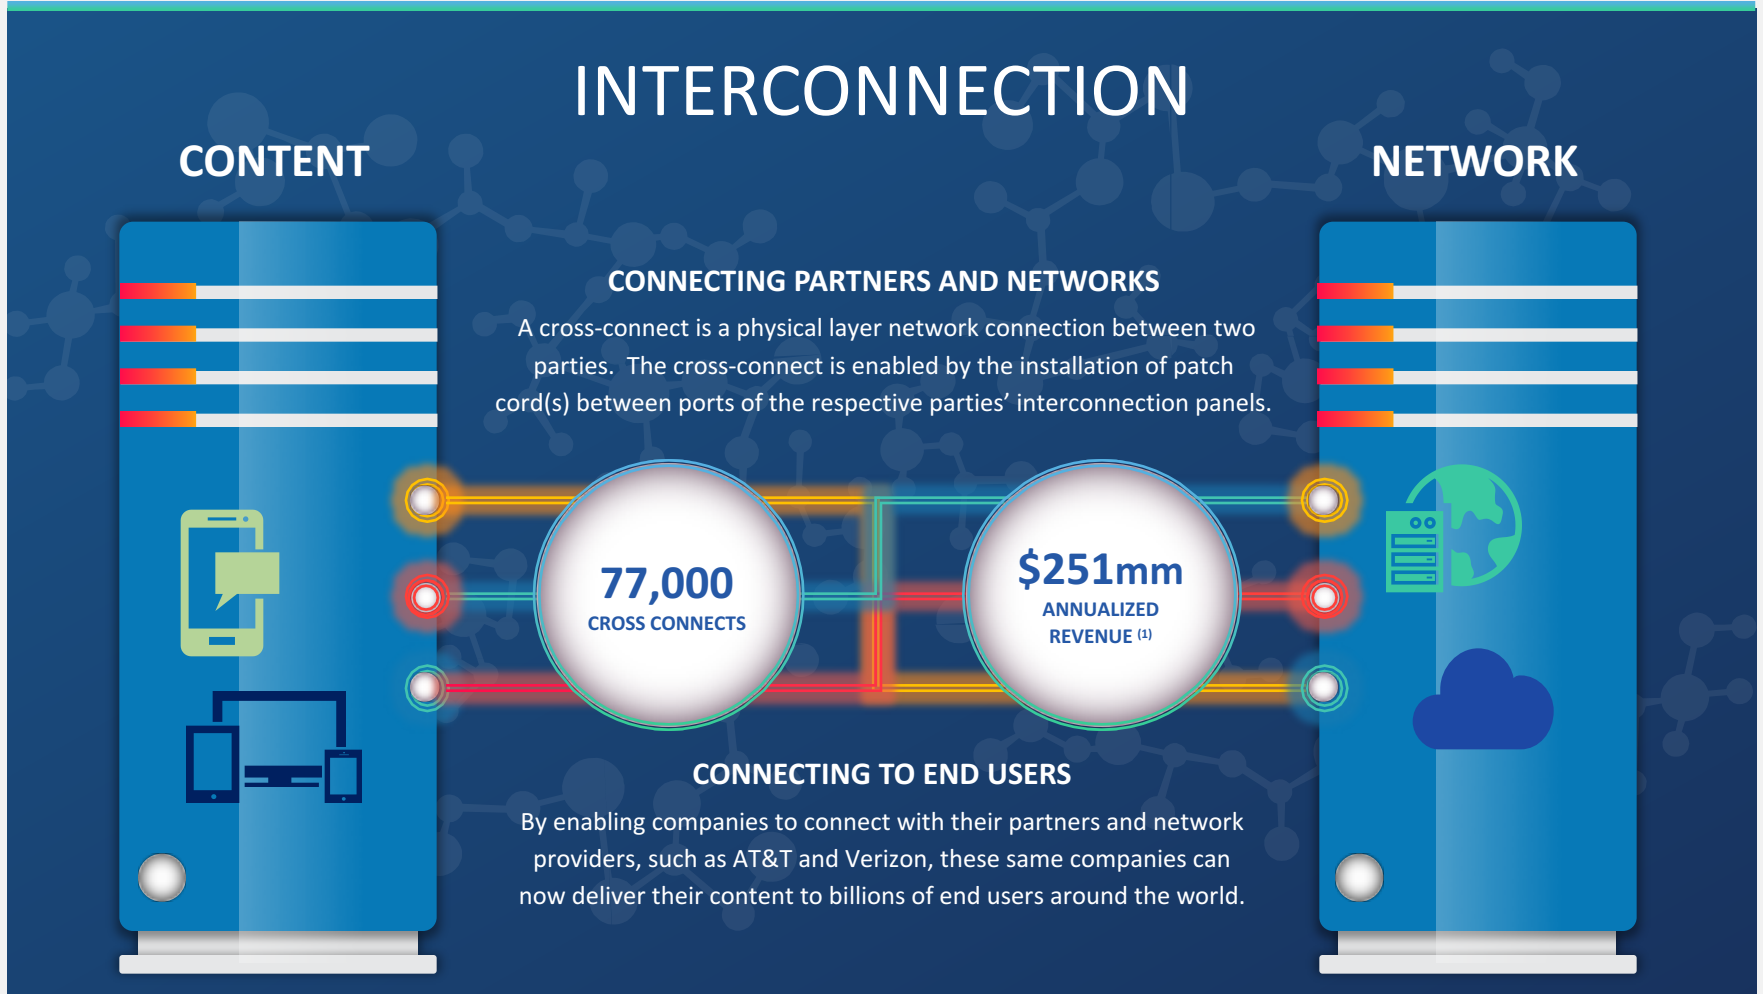 INTERCONNECTION
CONTENT
NETWORK
CONNECTING PARTNERS AND NETWORKS
A cross-connect is a physical layer network connection between two
parties.  The cross-connect is enabled by the installation of patch
cord(s) between ports of the respective parties’ interconnection panels.
77,000
CROSS CONNECTS
$251mm
ANNUALIZED
REVENUE (1)
CONNECTING TO END USERS
By enabling companies to connect with their partners and network
providers, such as AT&T and Verizon, these same companies can
now deliver their content to billions of end users around the world.